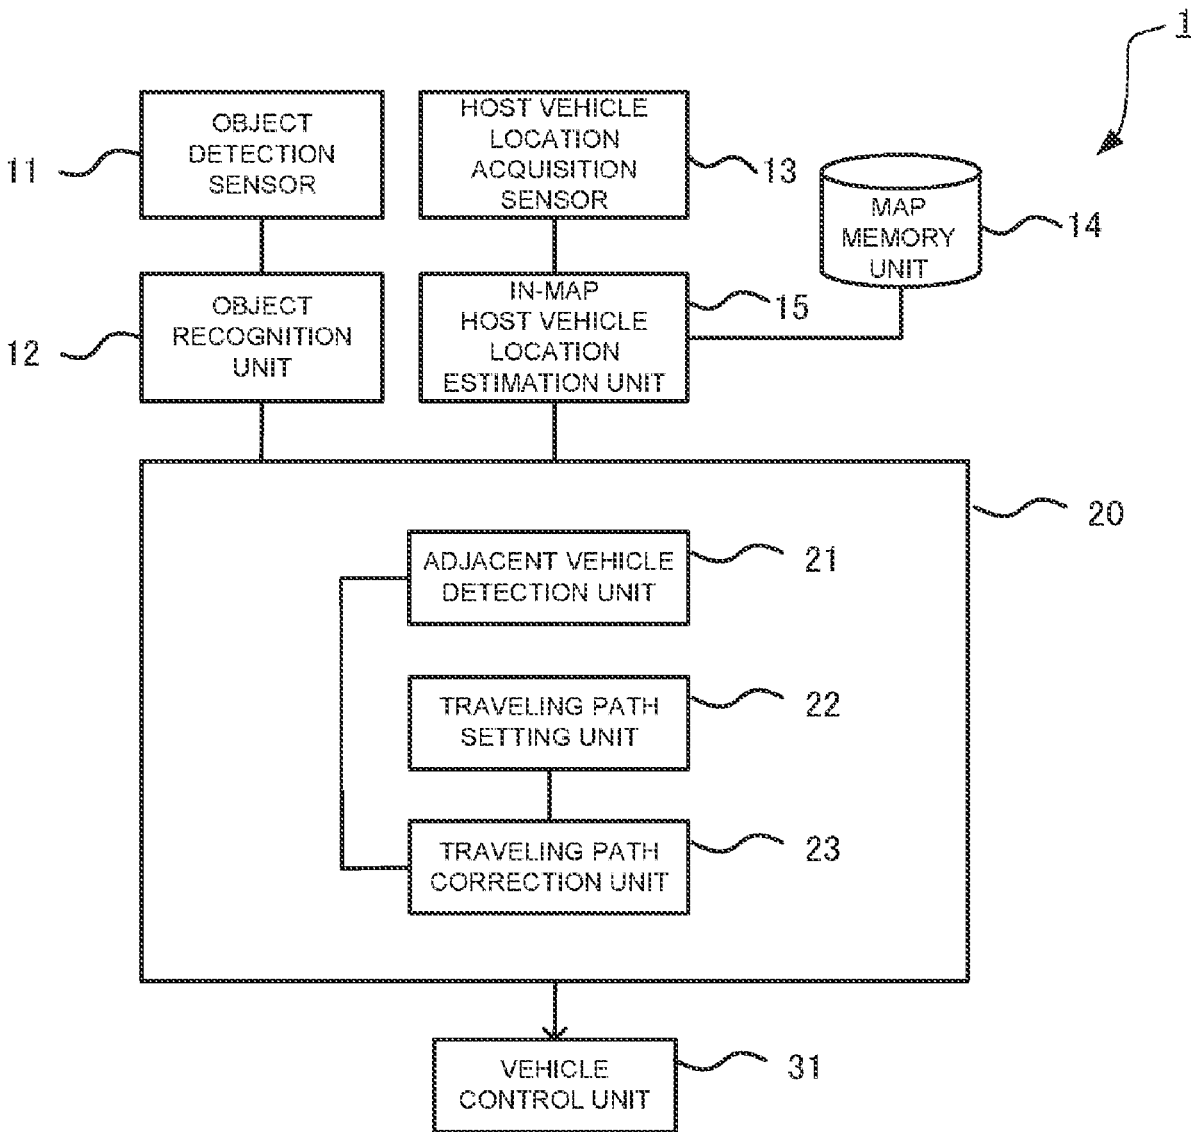 1
OBJECT
DETECTION
SENSOR
11
HOST VEHICLE
LOCATION
ACQUISITION
SENSOR
13
MAP
MEMORY
UNIT
14
OBJECT
RECOGNITION
UNIT
12
IN-MAP
HOST VEHICLE
LOCATION
ESTIMATION UNIT
15
20
ADJACENT VEHICLE
DETECTION UNIT
21
TRAVELING PATH
SETTING UNIT
22
TRAVELING PATH
CORRECTION UNIT
23
VEHICLE
CONTROL UNIT
31